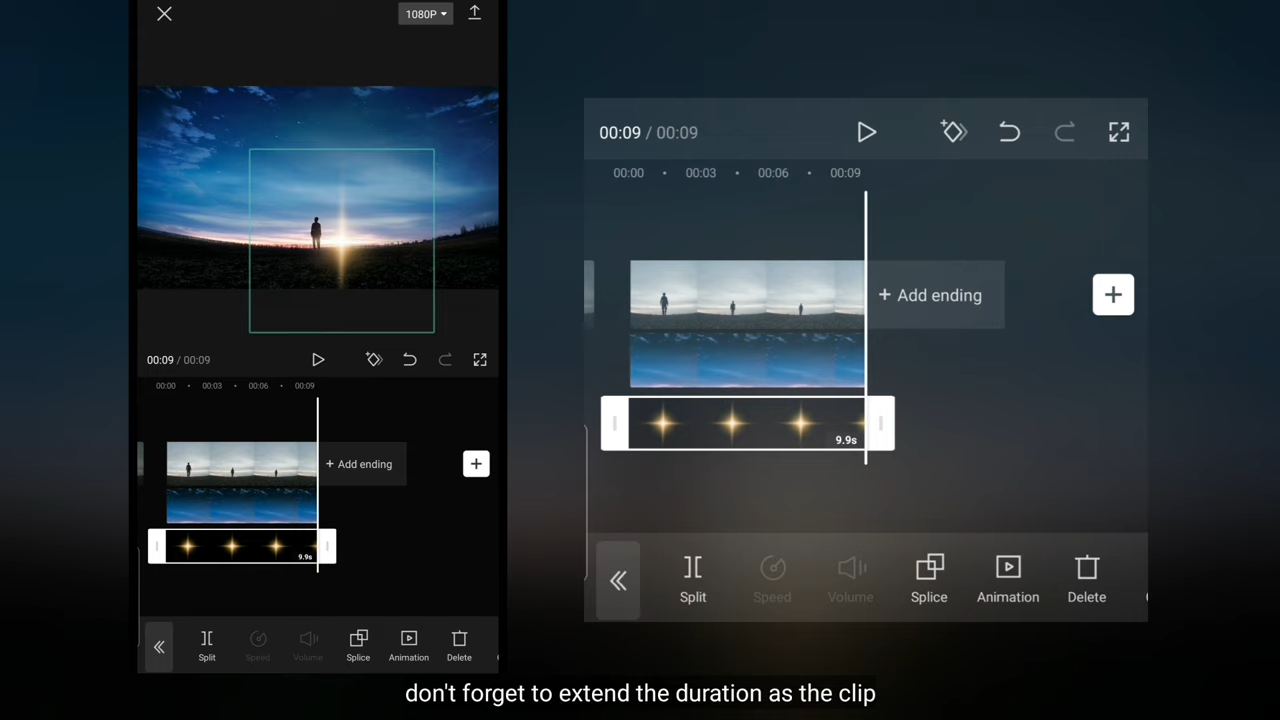 1080P
00:09 / 00:09
00:00 00:03 00:06 00:09
+ Add ending
9.9s
Split Speed Volume Splice Animation Delete
00:09 / 00:09
00:00 00:03 00:06 00:09
+ Add ending
9.9s
Split Speed Volume Splice Animation Delete
don't forget to extend the duration as the clip